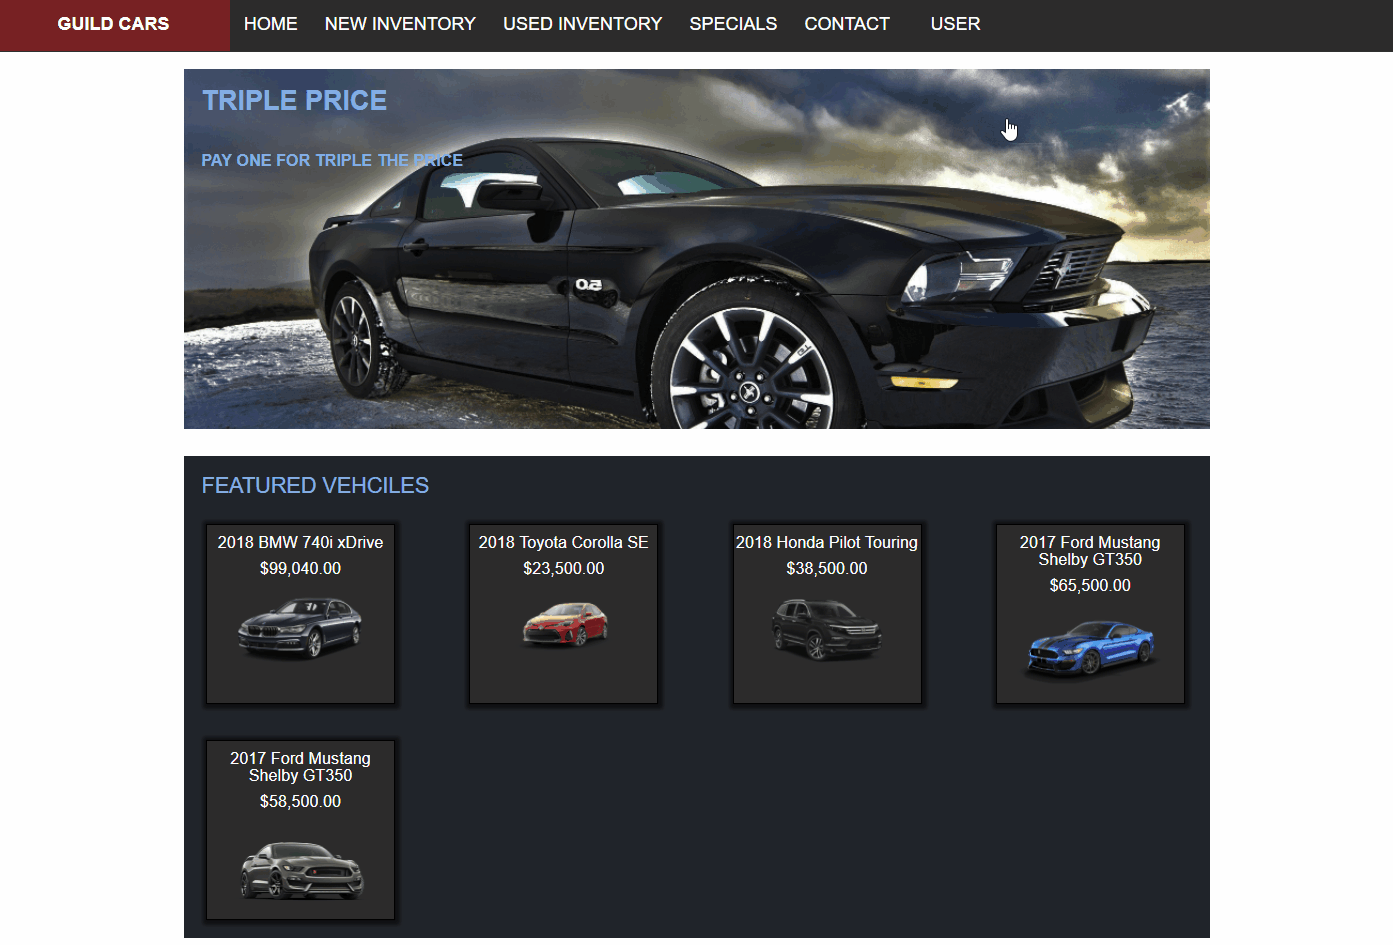 GUILD CARS HOME NEW INVENTORY USED INVENTORY SPECIALS CONTACT USER
TRIPLE PRICE
PAY ONE FOR TRIPLE THE PRICE
5.0
FEATURED VEHCILES
2018 BMW 740i xDrive
$99,040.00
2018 Toyota Corolla SE
$23,500.00
2018 Honda Pilot Touring
$38,500.00
2017 Ford Mustang
Shelby GT350
$65,500.00
2017 Ford Mustang
Shelby GT350
$58,500.00